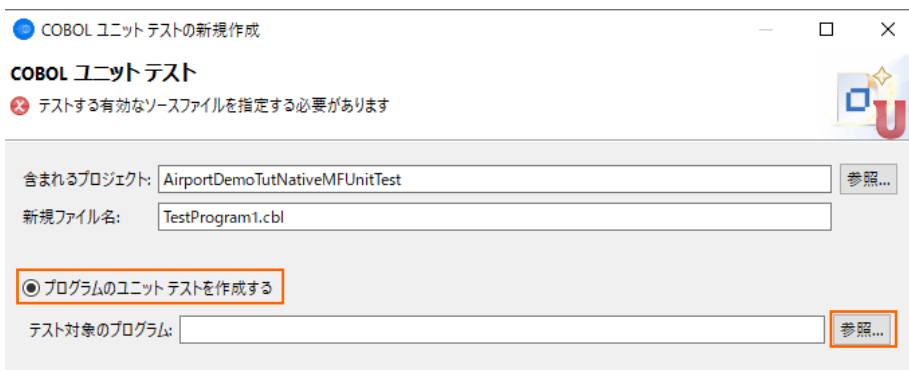 COBOL ユニット テストの新規作成
COBOL ユニット テスト
テストする有効なソースファイルを指定する必要があります
含まれるプロジェクト: AirportDemoTutNativeMFUnitTest 参照...
新規ファイル名: TestProgram1.cbl
プログラムのユニット テストを作成する
テスト対象のプログラム: 参照...